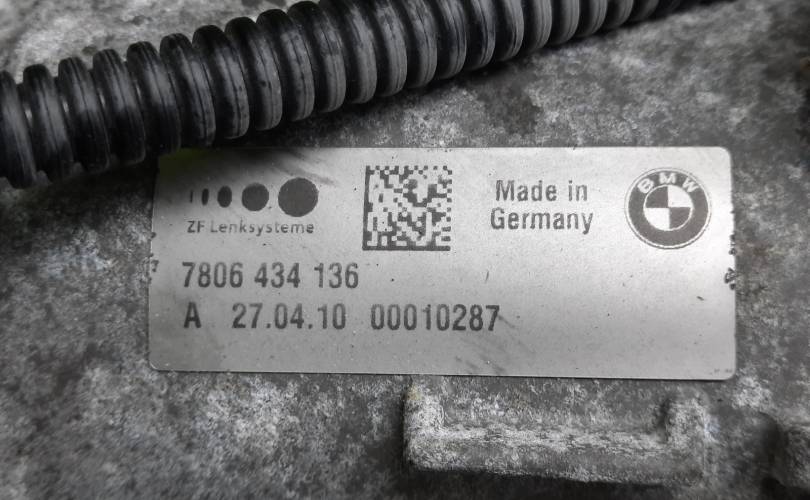 ZF Lenksysteme
Made in
Germany
BMW
7806 434 136
A 27.04.10 00010287